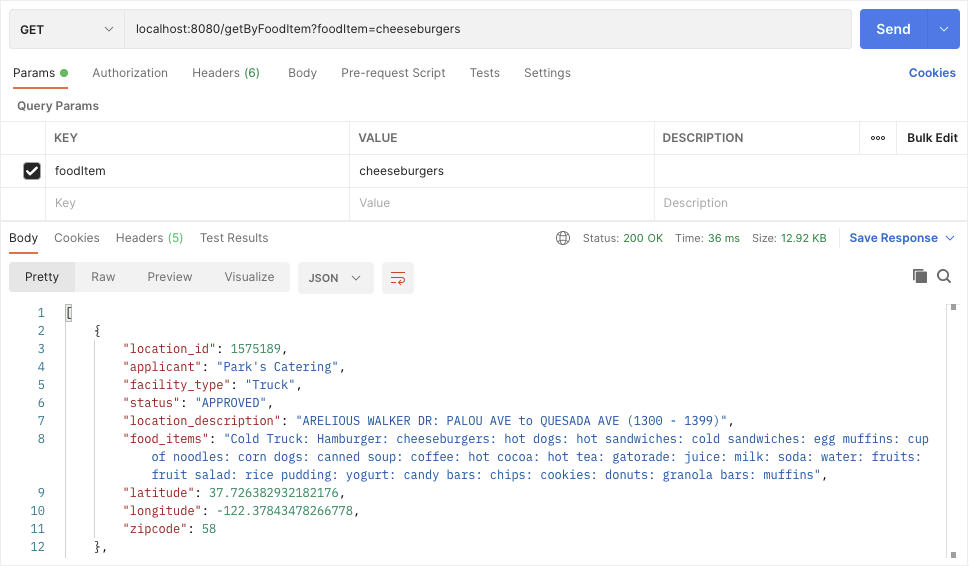 GET localhost:8080/getByFoodItem?foodItem=cheeseburgers Send
Params Authorization Headers (6) Body Pre-request Script Tests Settings Cookies
Query Params
KEY VALUE DESCRIPTION ooo Bulk Edit
foodItem cheeseburgers
Key Value Description
Body Cookies Headers (5) Test Results Status: 200 OK Time: 36 ms Size: 12.92 KB Save Response
Pretty Raw Preview Visualize JSON
1 [
2 {
3 "location_id": 1575189,
4 "applicant": "Park's Catering",
5 "facility_type": "Truck",
6 "status": "APPROVED",
7 "location_description": "ARELIOUS WALKER DR: PALOU AVE to QUESADA AVE (1300 - 1399)",
8 "food_items": "Cold Truck: Hamburger: cheeseburgers: hot dogs: hot sandwiches: cold sandwiches: egg muffins: cup
of noodles: corn dogs: canned soup: coffee: hot cocoa: hot tea: gatorade: juice: milk: soda: water: fruits:
fruit salad: rice pudding: yogurt: candy bars: chips: cookies: donuts: granola bars: muffins",
9 "latitude": 37.726382932182176,
10 "longitude": -122.37843478266778,
11 "zipcode": 58
12 },